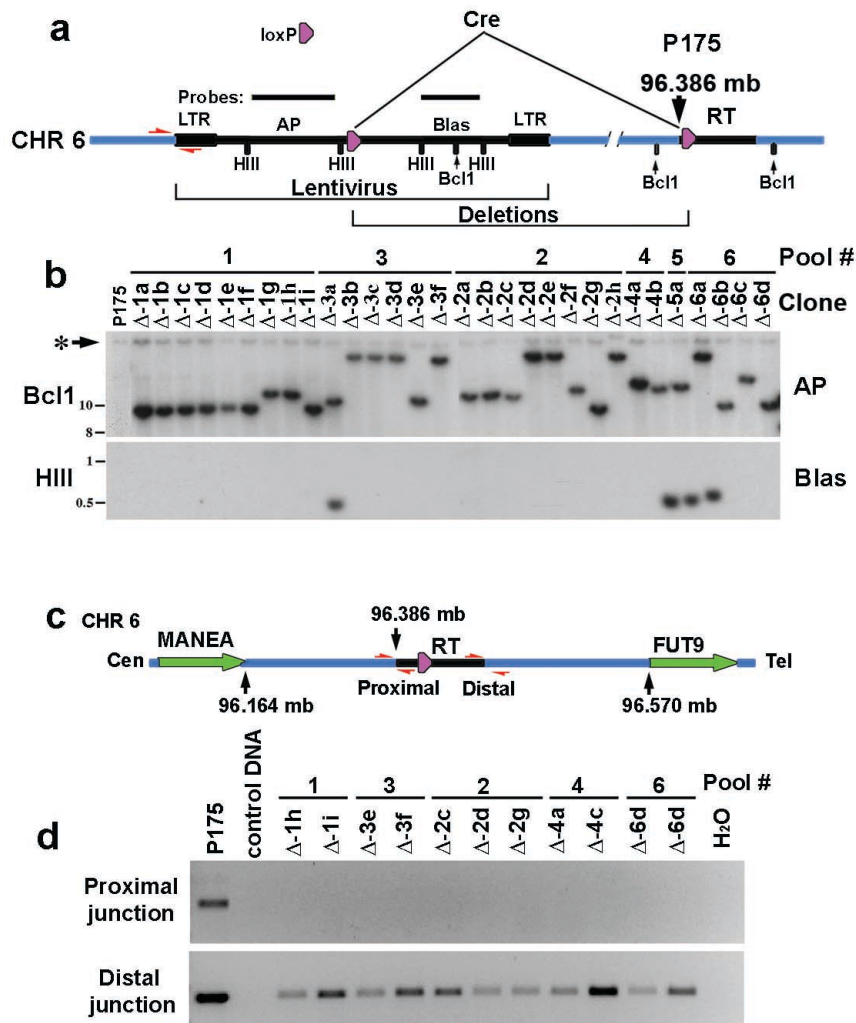 a
loxP
Cre
P175
96.386 mb
Probes:
LTR
AP
Blas
LTR
RT
CHR 6
HIII
HIII
HIII
HIII
Bcl1
Bcl1
Bcl1
Lentivirus
Deletions
b
1 3 2 4 5 6 Pool #
P175 Δ-1a Δ-1b Δ-1c Δ-1d Δ-1e Δ-1f Δ-1g Δ-1h Δ-1i Δ-3a Δ-3b Δ-3c Δ-3d Δ-3e Δ-3f Δ-2a Δ-2b Δ-2c Δ-2d Δ-2e Δ-2f Δ-2g Δ-2h Δ-4a Δ-4b Δ-5a Δ-6a Δ-6b Δ-6c Δ-6d Clone
*
Bcl1
10
8
AP
HIII
1
0.5
Blas
c
CHR 6
96.386 mb
MANEA
RT
FUT9
Cen
Tel
Proximal
Distal
96.164 mb
96.570 mb
d
1 3 2 4 6 Pool #
P175 control DNA Δ-1h Δ-1i Δ-3e Δ-3f Δ-2c Δ-2d Δ-2g Δ-4a Δ-4c Δ-6d Δ-6d H₂O
Proximal
junction
Distal
junction